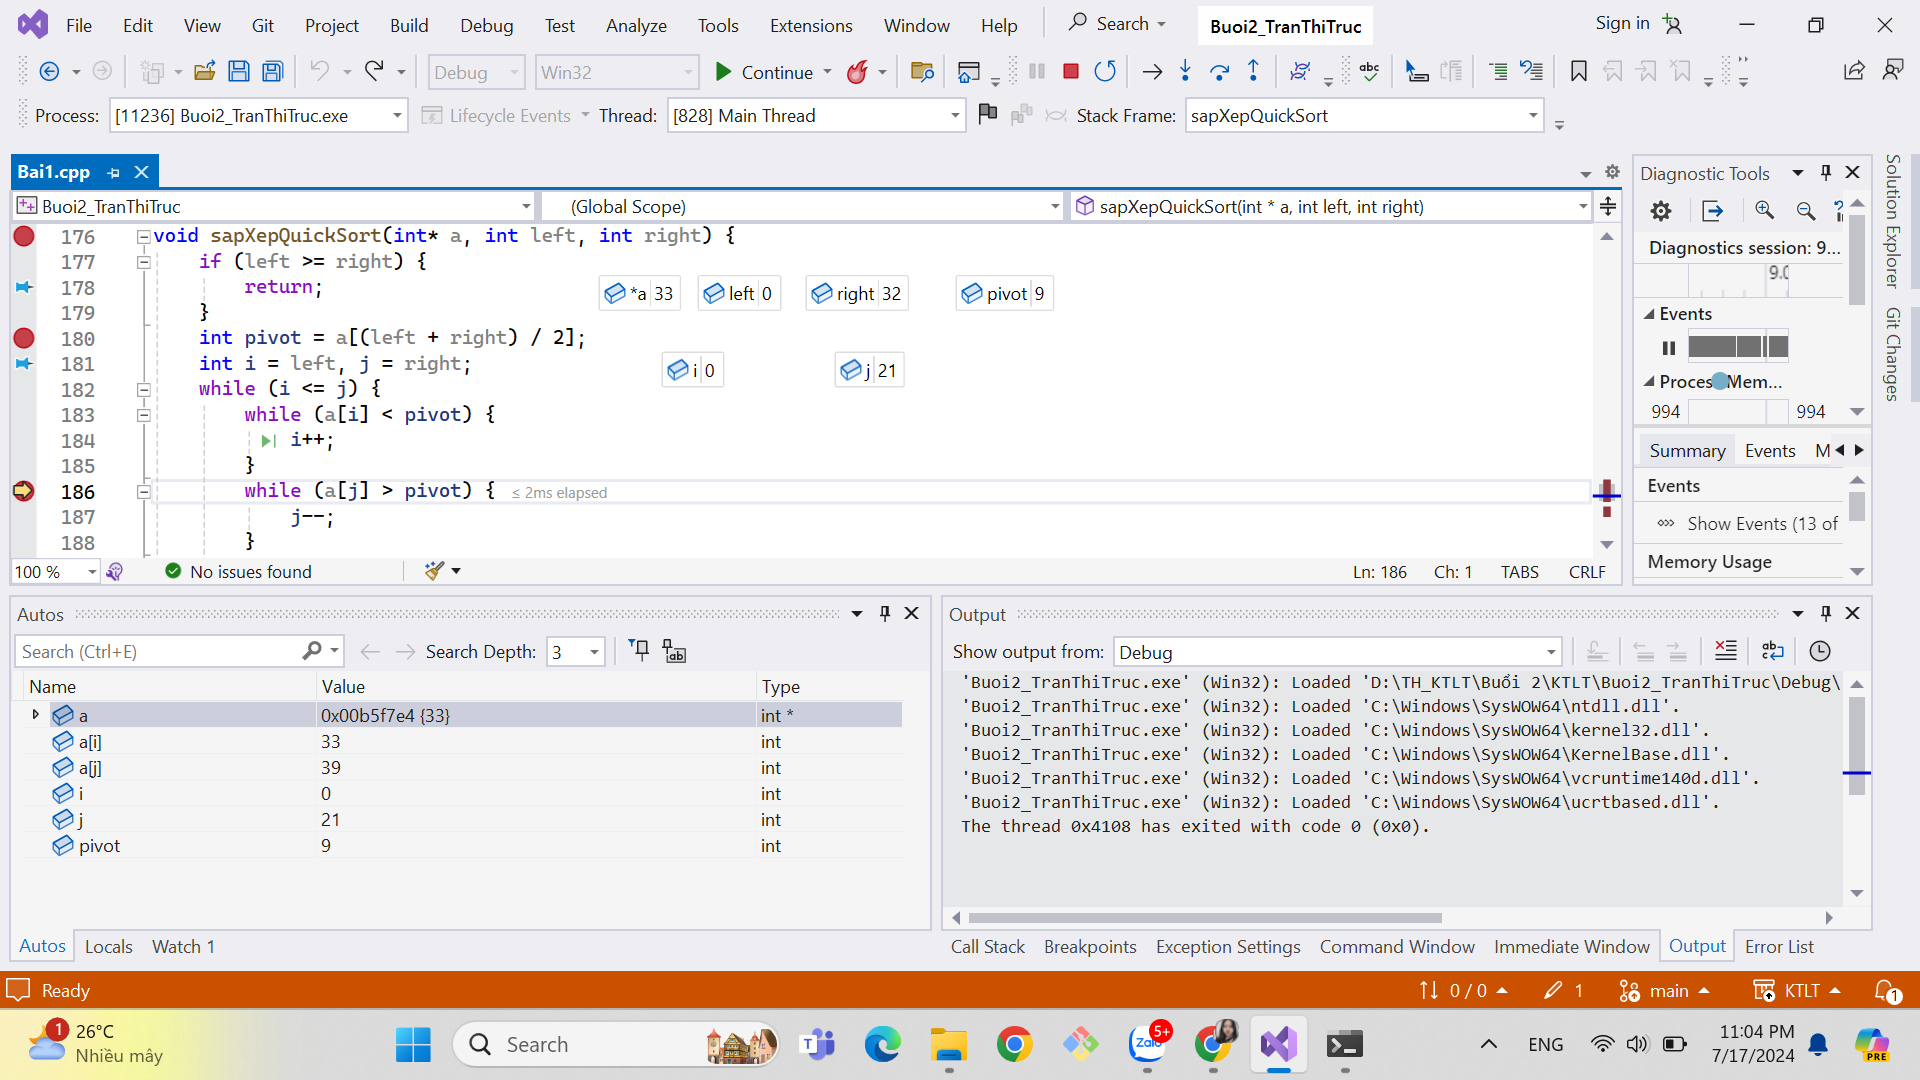 File Edit View Git Project Build Debug Test Analyze Tools Extensions Window Help Search Buoi2_TranThiTruc Sign in
Debug Win32 Continue
Process: [11236] Buoi2_TranThiTruc.exe Lifecycle Events Thread: [828] Main Thread Stack Frame: sapXepQuickSort
Bai1.cpp
Buoi2_TranThiTruc (Global Scope) sapXepQuickSort(int * a, int left, int right)
176 void sapXepQuickSort(int* a, int left, int right) {
177 if (left >= right) {
178 return;
*a 33 left 0 right 32 pivot 9
179 }
180 int pivot = a[(left + right) / 2];
181 int i = left, j = right;
i 0 j 21
182 while (i <= j) {
183 while (a[i] < pivot) {
184 i++;
185 }
186 while (a[j] > pivot) { ≤ 2ms elapsed
187 j--;
188 }
100 % No issues found Ln: 186 Ch: 1 TABS CRLF
Diagnostic Tools
Diagnostics session: 9...
Events
994 994
Summary Events M
Events
Show Events (13 of
Memory Usage
Solution Explorer
Git Changes
Autos
Search (Ctrl+E) Search Depth: 3
Name Value Type
a 0x00b5f7e4 {33} int *
a[i] 33 int
a[j] 39 int
i 0 int
j 21 int
pivot 9 int
Autos Locals Watch 1
Output
Show output from: Debug
'Buoi2_TranThiTruc.exe' (Win32): Loaded 'D:\TH_KTLT\Buổi 2\KTLT\Buoi2_TranThiTruc\Debug\
'Buoi2_TranThiTruc.exe' (Win32): Loaded 'C:\Windows\SysWOW64\ntdll.dll'.
'Buoi2_TranThiTruc.exe' (Win32): Loaded 'C:\Windows\SysWOW64\kernel32.dll'.
'Buoi2_TranThiTruc.exe' (Win32): Loaded 'C:\Windows\SysWOW64\KernelBase.dll'.
'Buoi2_TranThiTruc.exe' (Win32): Loaded 'C:\Windows\SysWOW64\vcruntime140d.dll'.
'Buoi2_TranThiTruc.exe' (Win32): Loaded 'C:\Windows\SysWOW64\ucrtbased.dll'.
The thread 0x4108 has exited with code 0 (0x0).
Call Stack Breakpoints Exception Settings Command Window Immediate Window Output Error List
Ready 0 / 0 1 main KTLT 1
1 26°C
Nhiều mây
Search
5+
Zalo
ENG
11:04 PM
7/17/2024
PRE